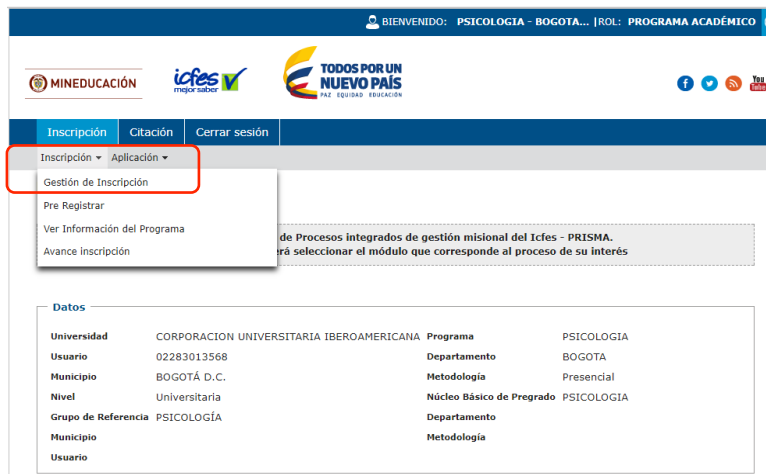 BIENVENIDO: PSICOLOGIA - BOGOTA... |ROL: PROGRAMA ACADÉMICO
MINEDUCACIÓN
icfes
mejor saber
TODOS POR UN
NUEVO PAÍS
PAZ EQUIDAD EDUCACIÓN
You
Tube
Inscripción Citación Cerrar sesión
Inscripción Aplicación
Gestión de Inscripción
Pre Registrar
Ver Información del Programa
Avance inscripción
de Procesos integrados de gestión misional del Icfes - PRISMA.
rá seleccionar el módulo que corresponde al proceso de su interés
Datos
Universidad CORPORACION UNIVERSITARIA IBEROAMERICANA Programa PSICOLOGIA
Usuario 02283013568 Departamento BOGOTA
Municipio BOGOTÁ D.C. Metodología Presencial
Nivel Universitaria Núcleo Básico de Pregrado PSICOLOGIA
Grupo de Referencia PSICOLOGÍA Departamento
Municipio Metodología
Usuario